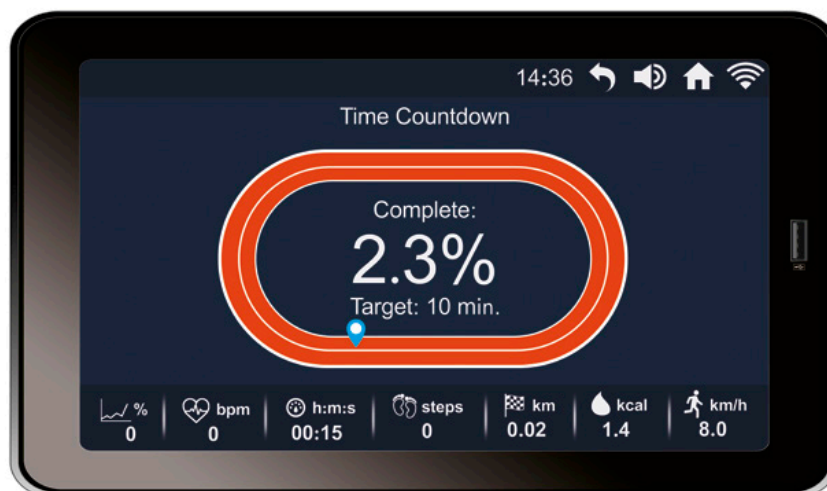 14:36
Time Countdown
Complete:
2.3%
Target: 10 min.
% bpm h:m:s steps km kcal km/h
0 0 00:15 0 0.02 1.4 8.0